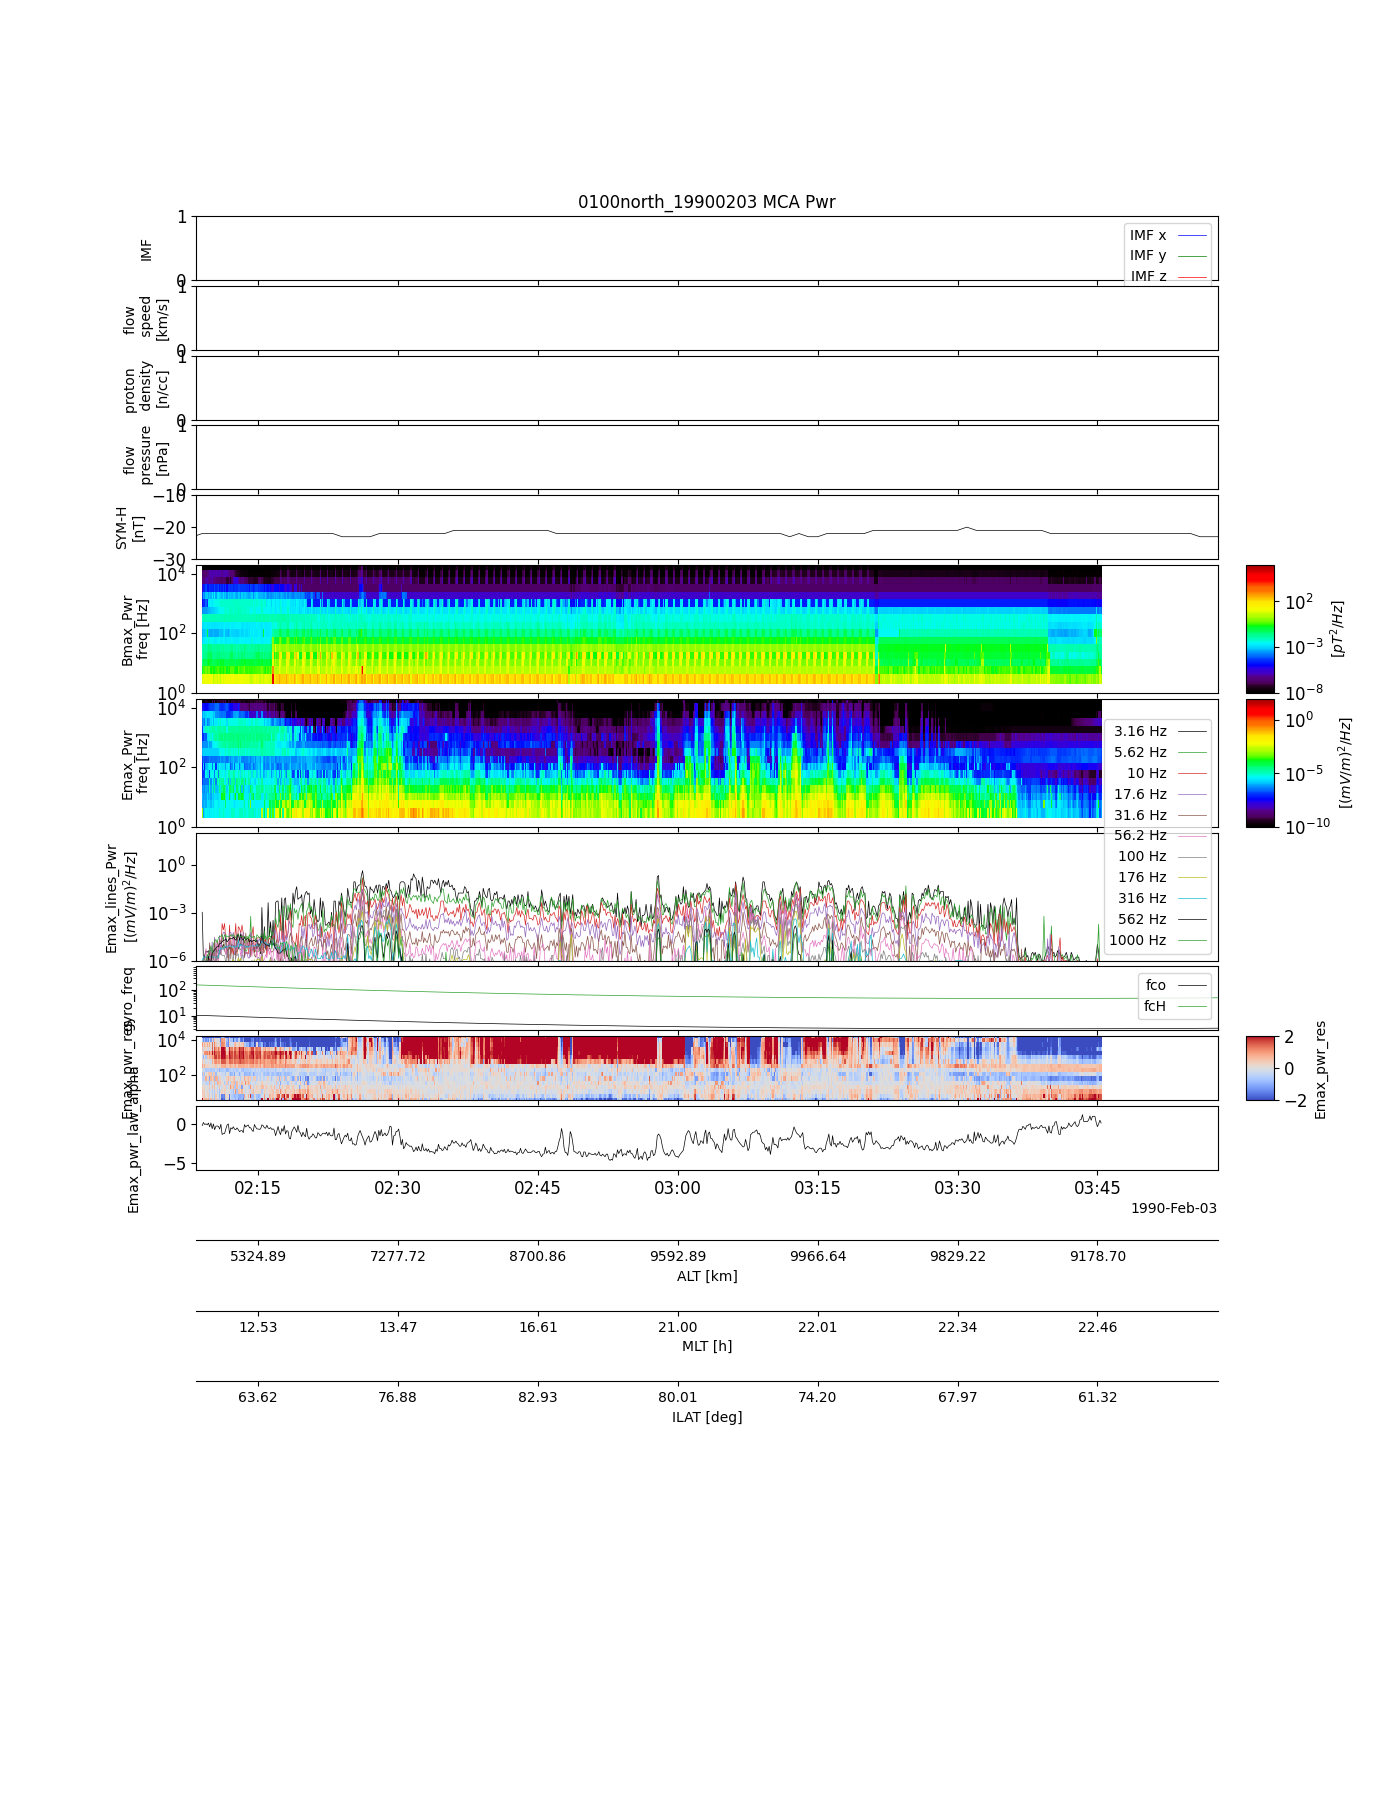 0100north_19900203 MCA Pwr
1
0
IMF
IMF x
IMF y
IMF z
1
0
flow
speed
[km/s]
1
0
proton
density
[n/cc]
1
0
flow
pressure
[nPa]
−10
−20
−30
SYM-H
[nT]
10^4
10^2
10^0
Bmax_Pwr
freq [Hz]
10^2
10^−3
10^−8
[pT^2/Hz]
10^4
10^2
10^0
Emax_Pwr
freq [Hz]
10^0
10^−5
10^−10
[(mV/m)^2/Hz]
3.16 Hz
5.62 Hz
10 Hz
17.6 Hz
31.6 Hz
56.2 Hz
100 Hz
176 Hz
316 Hz
562 Hz
1000 Hz
10^0
10^−3
10^−6
Emax_lines_Pwr
[(mV/m)^2/Hz]
10^2
10^1
gyro_freq
fco
fcH
10^4
10^2
Emax_pwr_res
2
0
−2
Emax_pwr_res
0
−5
Emax_pwr_law_alpha
02:15 02:30 02:45 03:00 03:15 03:30 03:45
1990-Feb-03
5324.89 7277.72 8700.86 9592.89 9966.64 9829.22 9178.70
ALT [km]
12.53 13.47 16.61 21.00 22.01 22.34 22.46
MLT [h]
63.62 76.88 82.93 80.01 74.20 67.97 61.32
ILAT [deg]